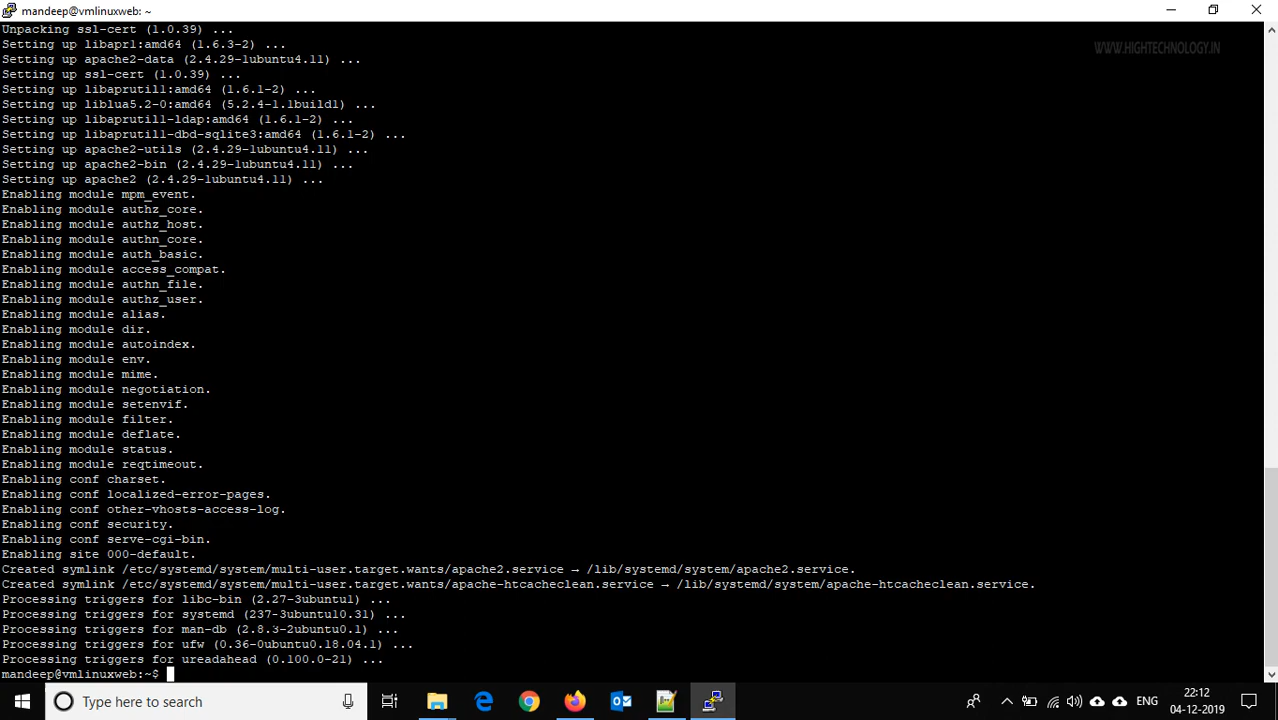 mandeep@vmlinuxweb: ~
Unpacking ssl-cert (1.0.39) ...
WWW.HIGHTECHNOLOGY.IN
Setting up libapr1:amd64 (1.6.3-2) ...
Setting up apache2-data (2.4.29-1ubuntu4.11) ...
Setting up ssl-cert (1.0.39) ...
Setting up libaprutil1:amd64 (1.6.1-2) ...
Setting up liblua5.2-0:amd64 (5.2.4-1.1build1) ...
Setting up libaprutil1-ldap:amd64 (1.6.1-2) ...
Setting up libaprutil1-dbd-sqlite3:amd64 (1.6.1-2) ...
Setting up apache2-utils (2.4.29-1ubuntu4.11) ...
Setting up apache2-bin (2.4.29-1ubuntu4.11) ...
Setting up apache2 (2.4.29-1ubuntu4.11) ...
Enabling module mpm_event.
Enabling module authz_core.
Enabling module authz_host.
Enabling module authn_core.
Enabling module auth_basic.
Enabling module access_compat.
Enabling module authn_file.
Enabling module authz_user.
Enabling module alias.
Enabling module dir.
Enabling module autoindex.
Enabling module env.
Enabling module mime.
Enabling module negotiation.
Enabling module setenvif.
Enabling module filter.
Enabling module deflate.
Enabling module status.
Enabling module reqtimeout.
Enabling conf charset.
Enabling conf localized-error-pages.
Enabling conf other-vhosts-access-log.
Enabling conf security.
Enabling conf serve-cgi-bin.
Enabling site 000-default.
Created symlink /etc/systemd/system/multi-user.target.wants/apache2.service → /lib/systemd/system/apache2.service.
Created symlink /etc/systemd/system/multi-user.target.wants/apache-htcacheclean.service → /lib/systemd/system/apache-htcacheclean.service.
Processing triggers for libc-bin (2.27-3ubuntu1) ...
Processing triggers for systemd (237-3ubuntu10.31) ...
Processing triggers for man-db (2.8.3-2ubuntu0.1) ...
Processing triggers for ufw (0.36-0ubuntu0.18.04.1) ...
Processing triggers for ureadahead (0.100.0-21) ...
mandeep@vmlinuxweb:~$
Type here to search
ENG
22:12
04-12-2019